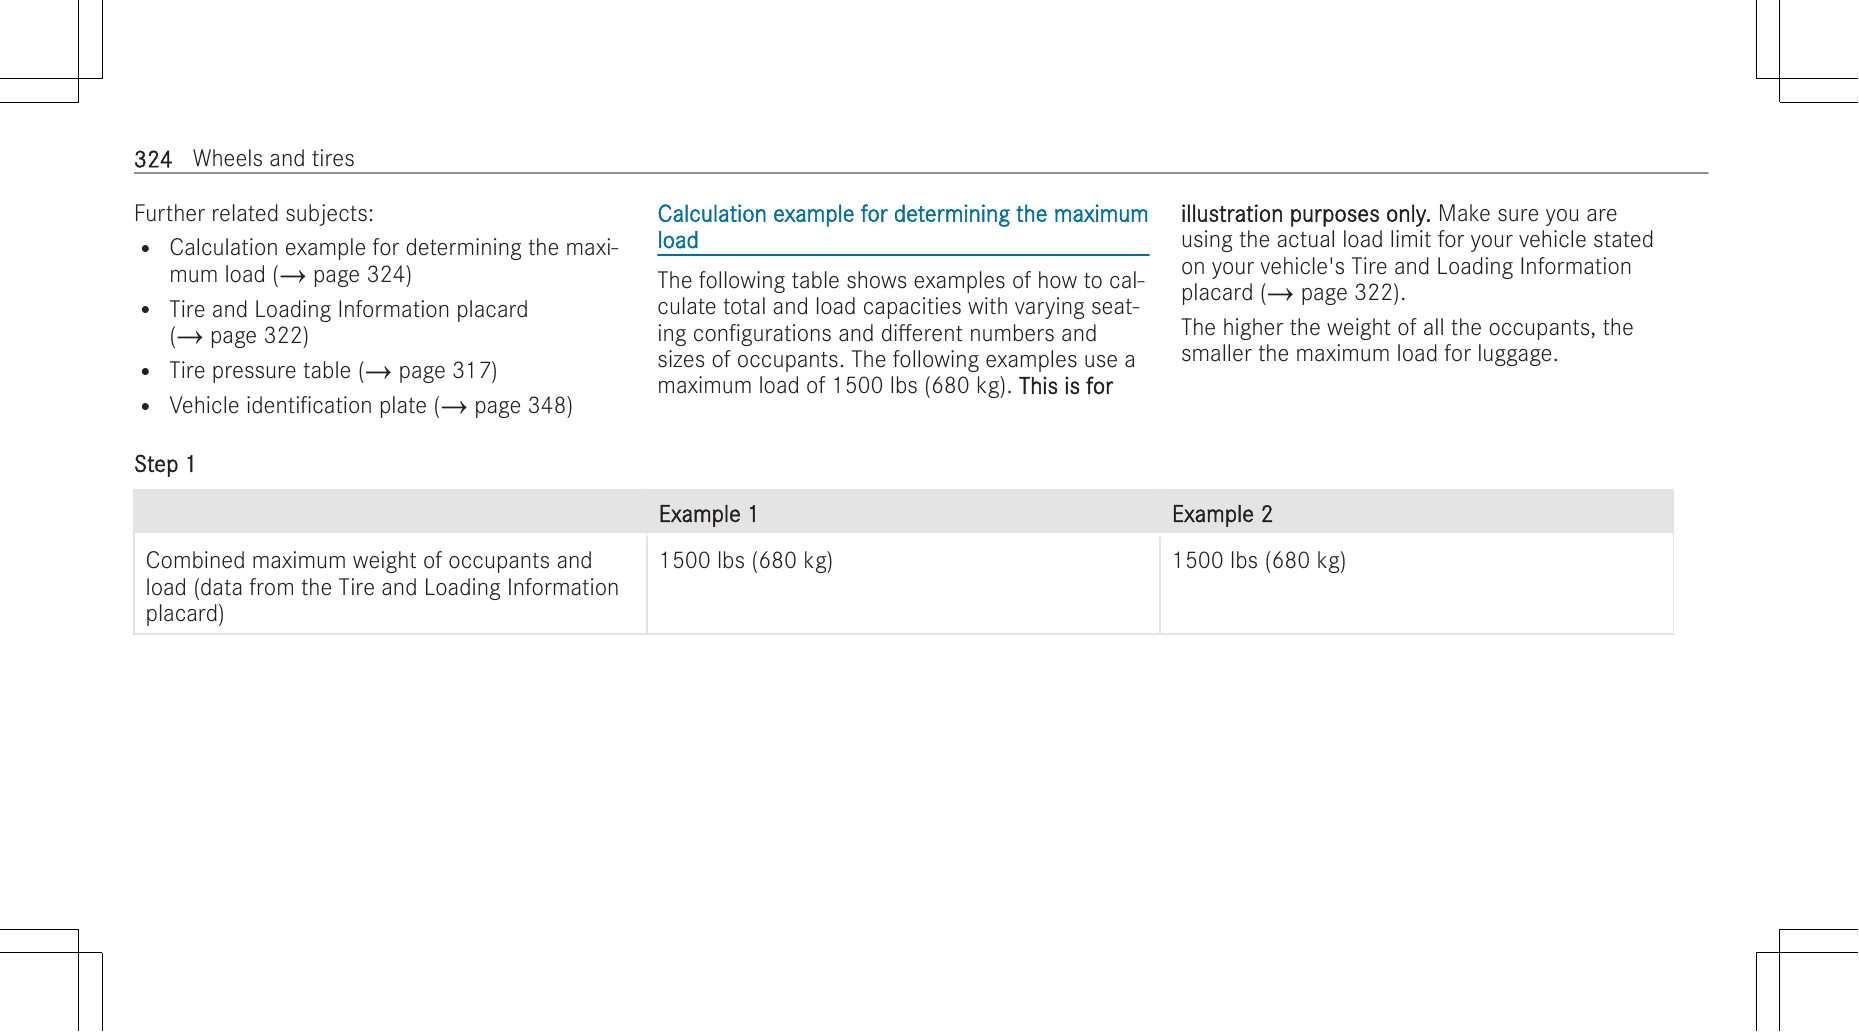 324 Wheels and tires
Further related subjects:
• Calculation example for determining the maxi-
mum load (→ page 324)
• Tire and Loading Information placard
(→ page 322)
• Tire pressure table (→ page 317)
• Vehicle identification plate (→ page 348)
Calculation example for determining the maximum
load
The following table shows examples of how to cal-
culate total and load capacities with varying seat-
ing configurations and different numbers and
sizes of occupants. The following examples use a
maximum load of 1500 lbs (680 kg). This is for
illustration purposes only. Make sure you are
using the actual load limit for your vehicle stated
on your vehicle's Tire and Loading Information
placard (→ page 322).
The higher the weight of all the occupants, the
smaller the maximum load for luggage.
Step 1
Example 1 Example 2
Combined maximum weight of occupants and
load (data from the Tire and Loading Information
placard)
1500 lbs (680 kg) 1500 lbs (680 kg)